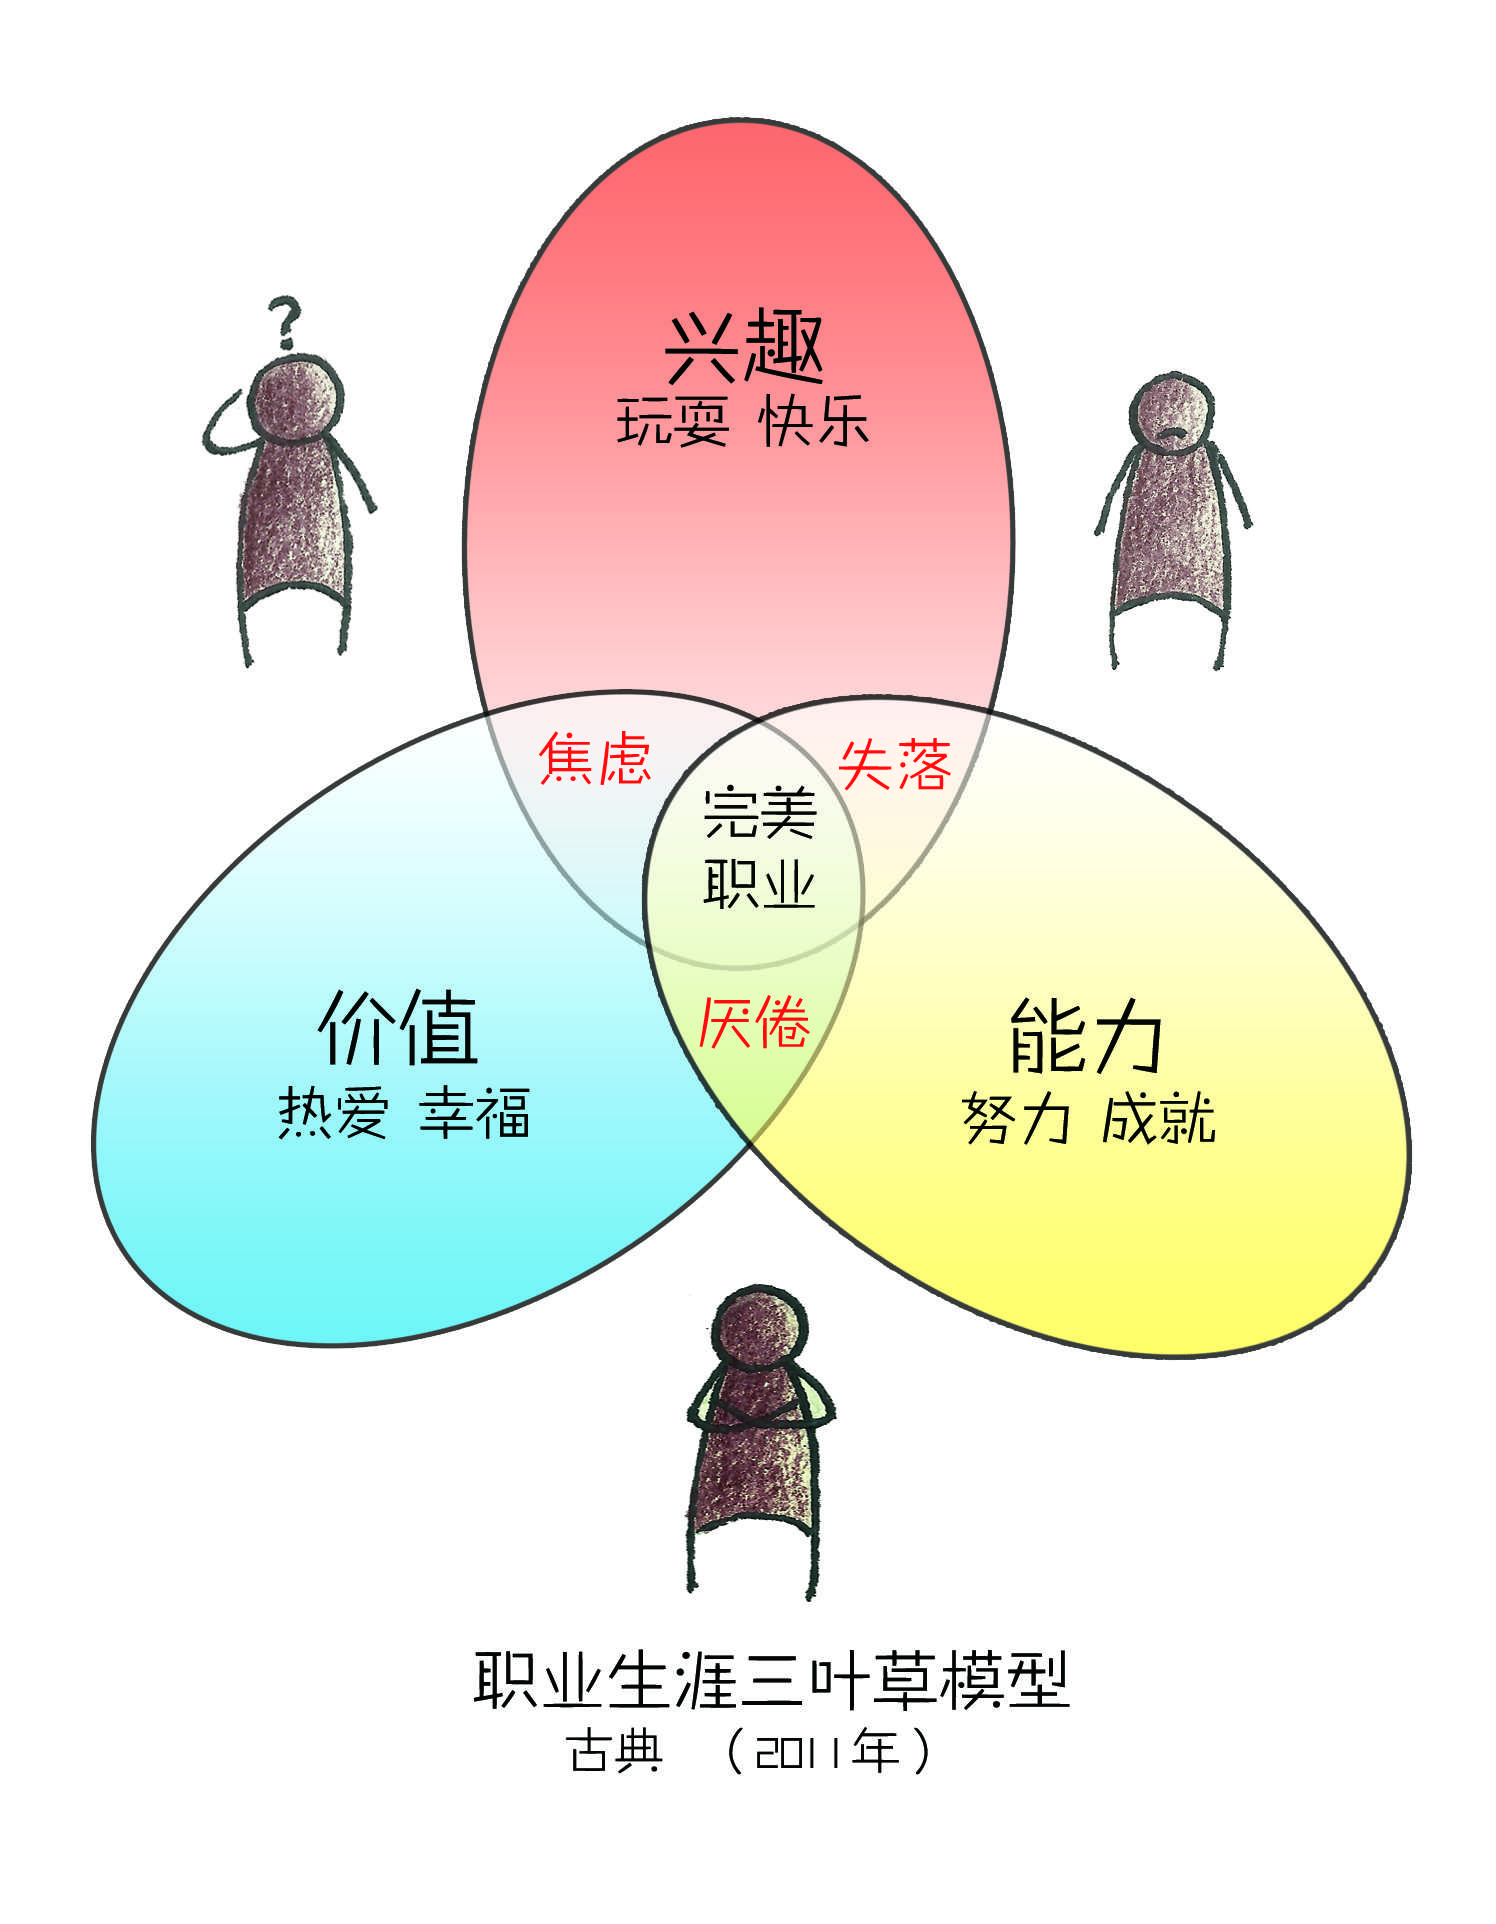 ?
兴趣
玩耍 快乐
焦虑
失落
完美
职业
厌倦
价值
热爱 幸福
能力
努力 成就
职业生涯三叶草模型
古典 （2011年）